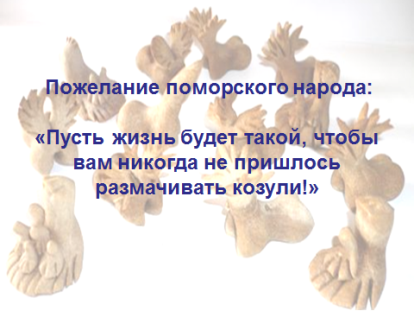 Пожелание поморского народа:
«Пусть жизнь будет такой, чтобы
вам никогда не пришлось
размачивать козули!»